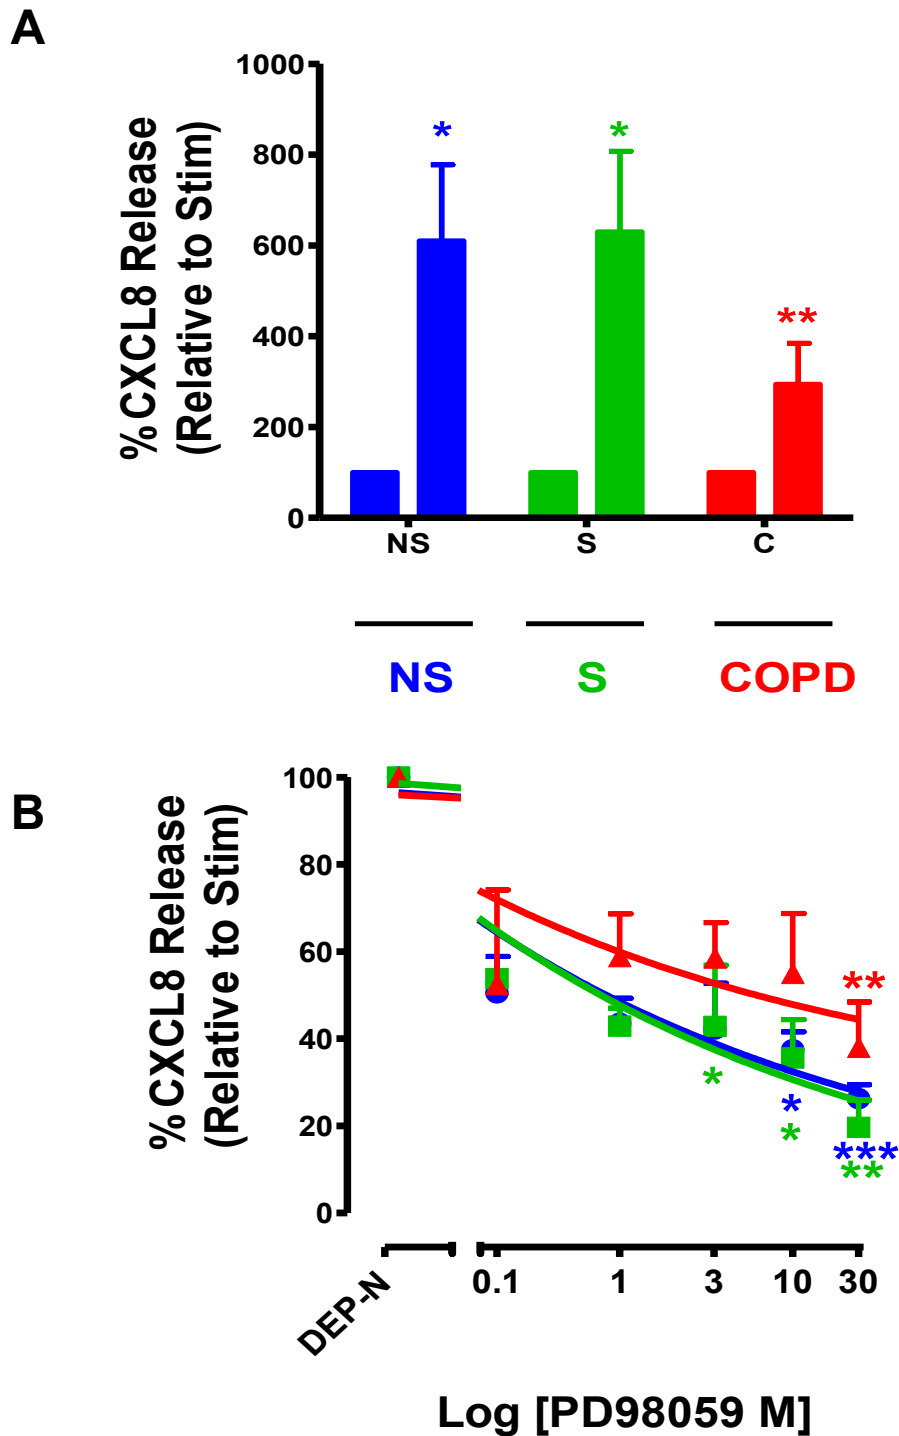 A
% CXCL8 Release
(Relative to Stim)
1000
800
600
400
200
0
*
*
**
NS
S
C
NS
S
COPD
B
% CXCL8 Release
(Relative to Stim)
100
80
60
40
20
0
**
*
*
*
***
**
DEP-N
0.1
1
3
10
30
Log [PD98059 M]